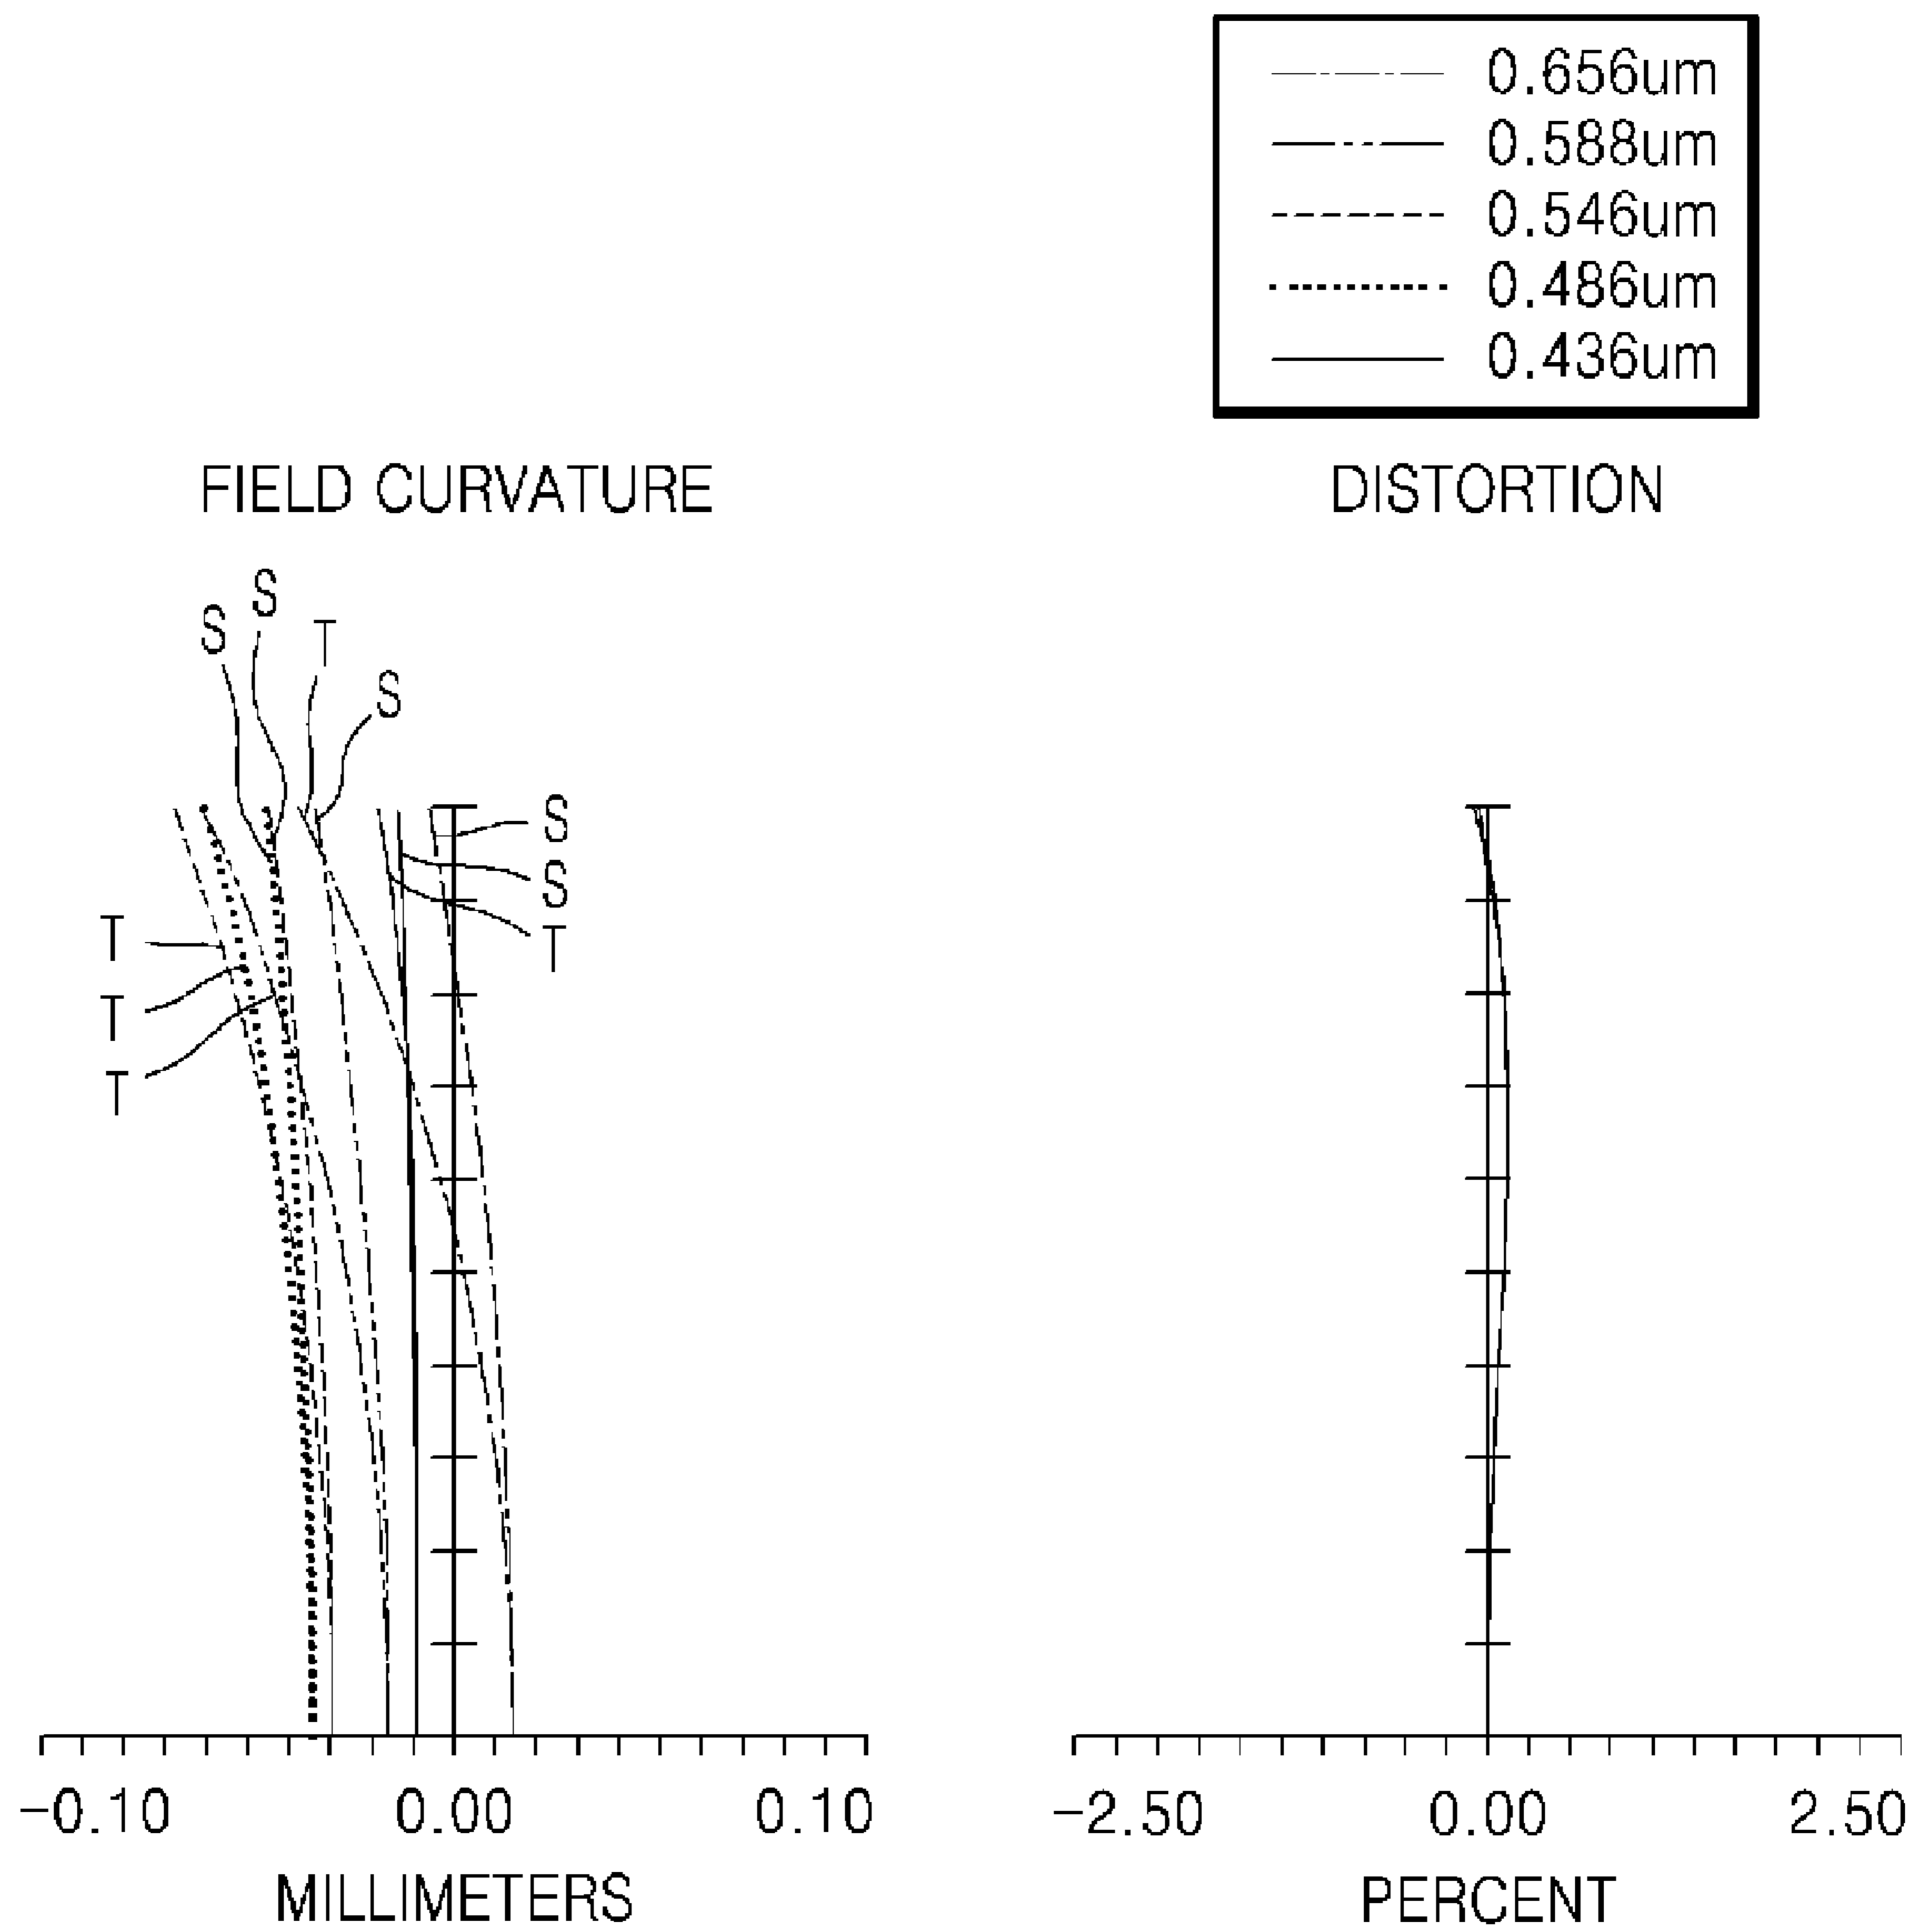 0.656um
0.588um
0.546um
0.486um
0.436um
FIELD CURVATURE
DISTORTION
S
S
T
S
S
S
T
T
T
T
−0.10 0.00 0.10
−2.50 0.00 2.50
MILLIMETERS
PERCENT